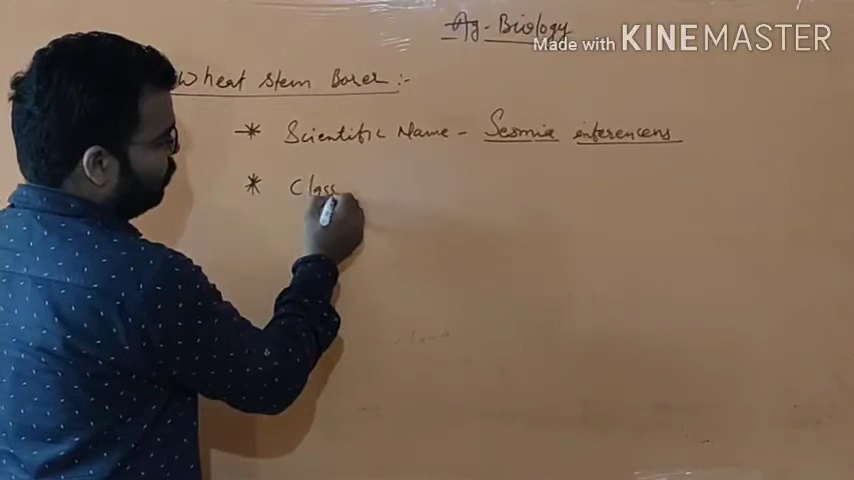 Ag - Biology
Made with KINEMASTER
Wheat Stem Borer :-
* Scientific Name - Sesmia inferencens
* Class